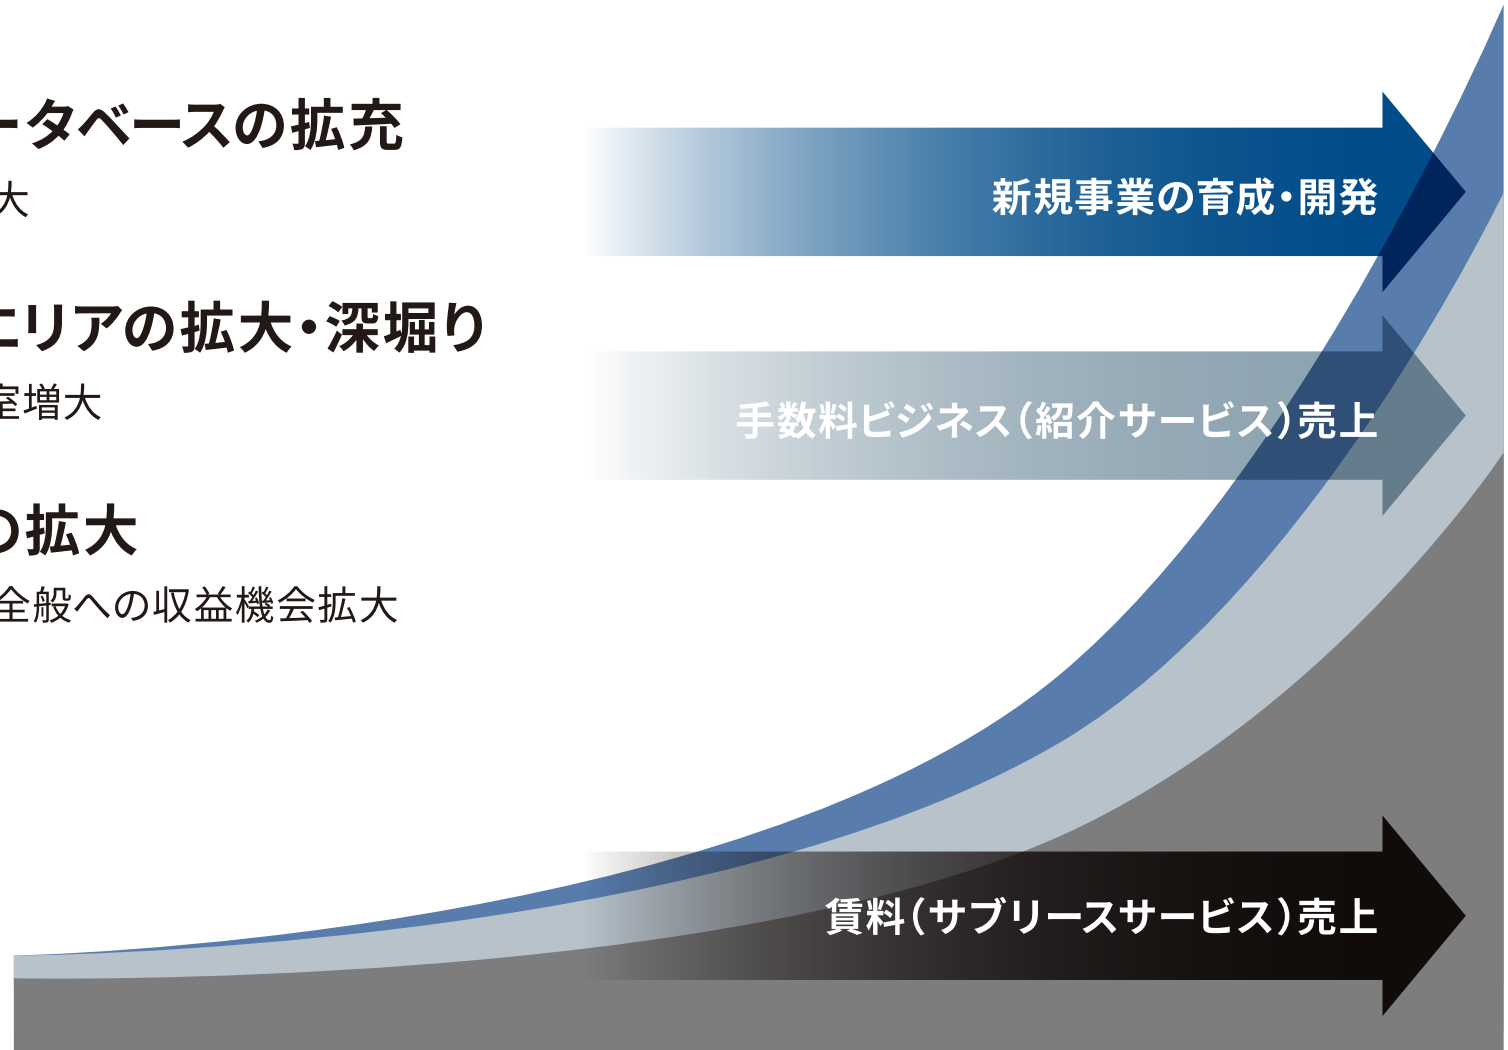 ータベースの拡充
大
新規事業の育成・開発
エリアの拡大・深堀り
室増大
手数料ビジネス（紹介サービス）売上
の拡大
全般への収益機会拡大
賃料（サブリースサービス）売上